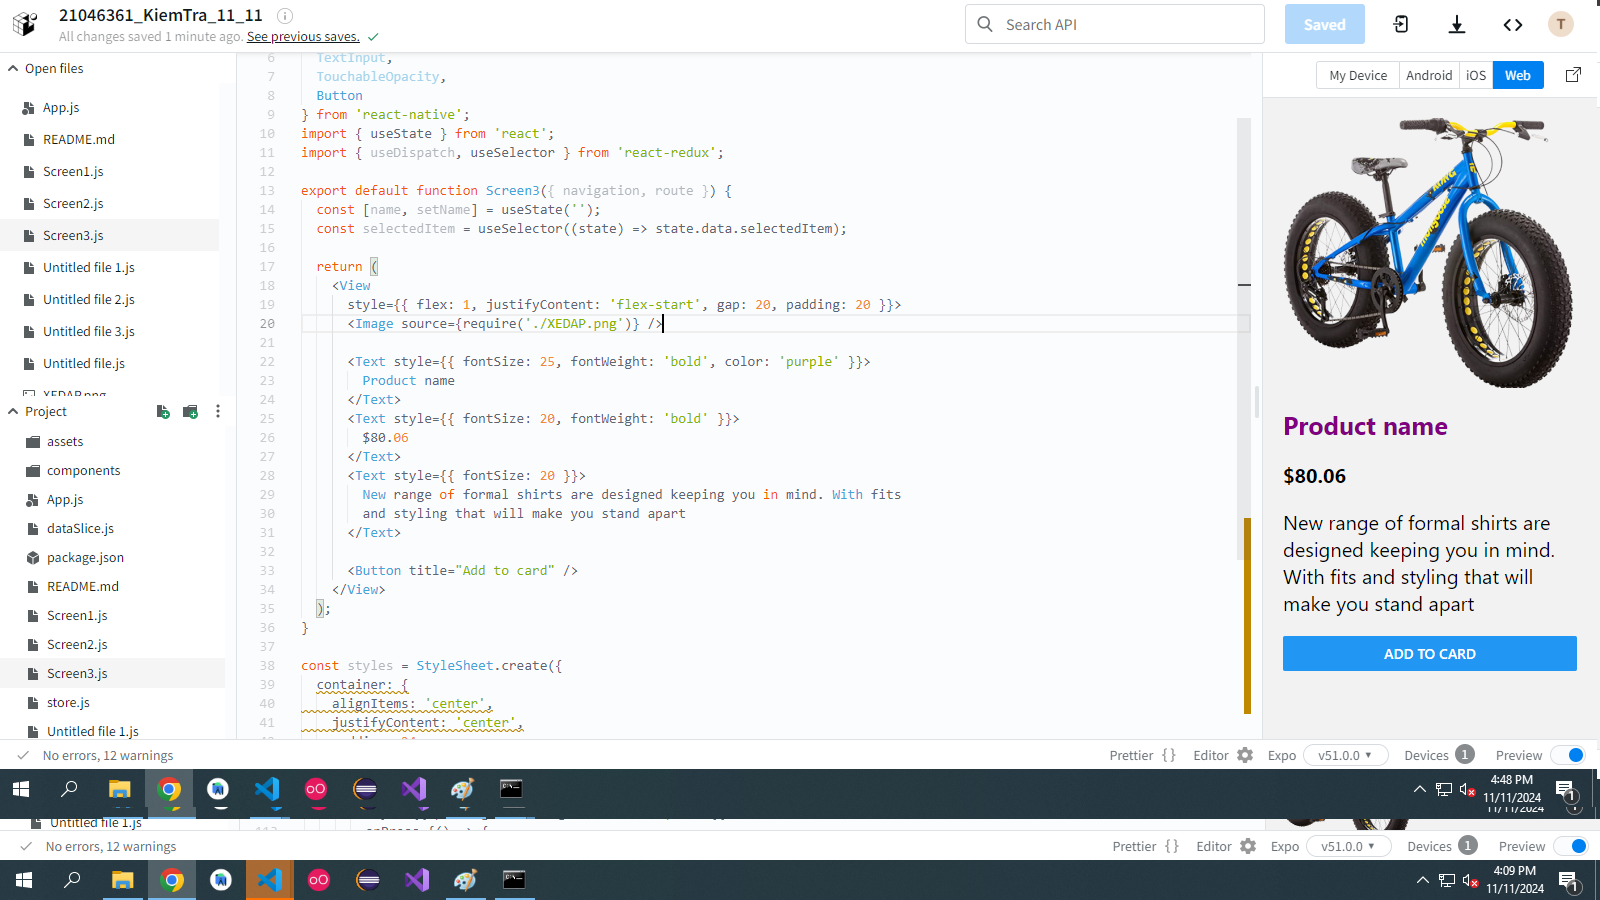 21046361_KiemTra_11_11
All changes saved 1 minute ago. See previous saves.
Search API
Saved
T
Open files
App.js
README.md
Screen1.js
Screen2.js
Screen3.js
Untitled file 1.js
Untitled file 2.js
Untitled file 3.js
Untitled file.js
XEDAP.png
Project
assets
components
App.js
dataSlice.js
package.json
README.md
Screen1.js
Screen2.js
Screen3.js
store.js
Untitled file 1.js
6 TextInput,
7 TouchableOpacity,
8 Button
9 } from 'react-native';
10 import { useState } from 'react';
11 import { useDispatch, useSelector } from 'react-redux';
12
13 export default function Screen3({ navigation, route }) {
14 const [name, setName] = useState('');
15 const selectedItem = useSelector((state) => state.data.selectedItem);
16
17 return (
18 <View
19 style={{ flex: 1, justifyContent: 'flex-start', gap: 20, padding: 20 }}>
20 <Image source={require('./XEDAP.png')} />
21
22 <Text style={{ fontSize: 25, fontWeight: 'bold', color: 'purple' }}>
23 Product name
24 </Text>
25 <Text style={{ fontSize: 20, fontWeight: 'bold' }}>
26 $80.06
27 </Text>
28 <Text style={{ fontSize: 20 }}>
29 New range of formal shirts are designed keeping you in mind. With fits
30 and styling that will make you stand apart
31 </Text>
32
33 <Button title="Add to card" />
34 </View>
35 );
36 }
37
38 const styles = StyleSheet.create({
39 container: {
40 alignItems: 'center',
41 justifyContent: 'center',
My Device Android iOS Web
Product name
$80.06
New range of formal shirts are
designed keeping you in mind.
With fits and styling that will
make you stand apart
ADD TO CARD
No errors, 12 warnings
Prettier { } Editor Expo v51.0.0 Devices 1 Preview
4:48 PM
11/11/2024
1
11/11/2024
Untitled file 1.js
onPress={() => {
No errors, 12 warnings
Prettier { } Editor Expo v51.0.0 Devices 1 Preview
4:09 PM
11/11/2024
1